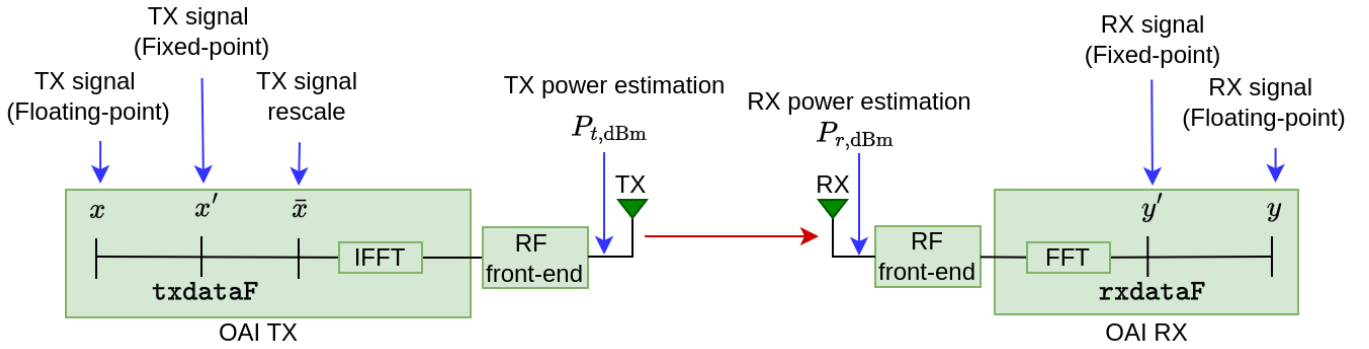 TX signal
(Fixed-point)
TX signal
(Floating-point)
TX signal
rescale
TX power estimation
P_{t,dBm}
RX power estimation
P_{r,dBm}
RX signal
(Fixed-point)
RX signal
(Floating-point)
x
x′
x̄
IFFT
txdataF
OAI TX
RF
front-end
TX
RX
RF
front-end
FFT
y′
y
rxdataF
OAI RX